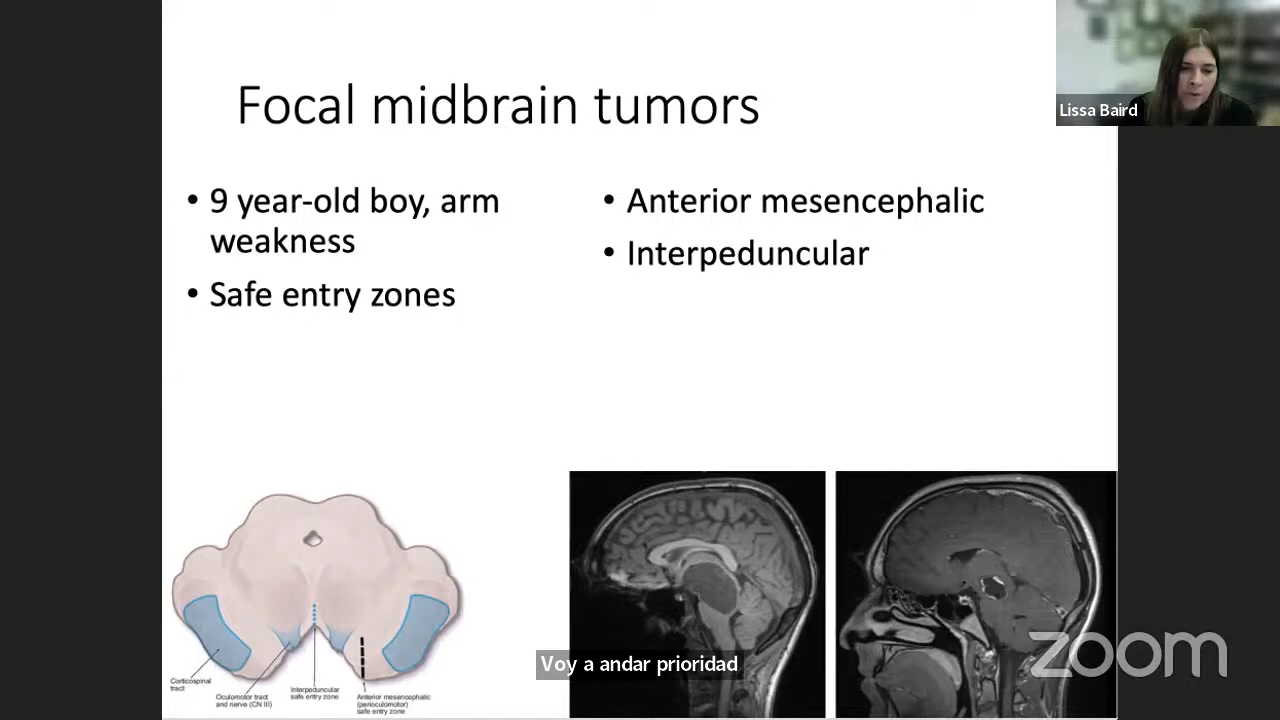 Focal midbrain tumors
Lissa Baird
• 9 year-old boy, arm
weakness
• Safe entry zones
• Anterior mesencephalic
• Interpeduncular
Corticospinal
tract
Oculomotor tract
and nerve (CN III)
Interpeduncular
safe entry zone
Anterior mesencephalic
(perioculomotor)
safe entry zone
Voy a andar prioridad
zoom